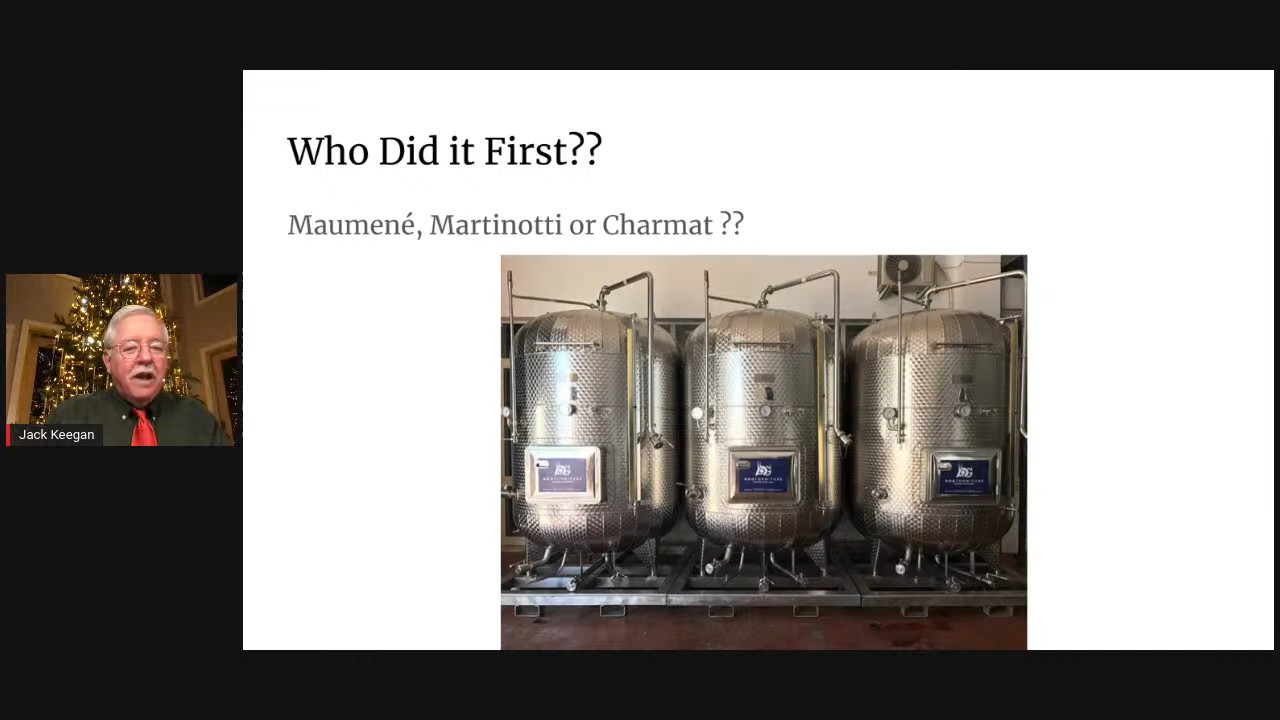 Who Did it First??
Maumené, Martinotti or Charmat ??
Jack Keegan